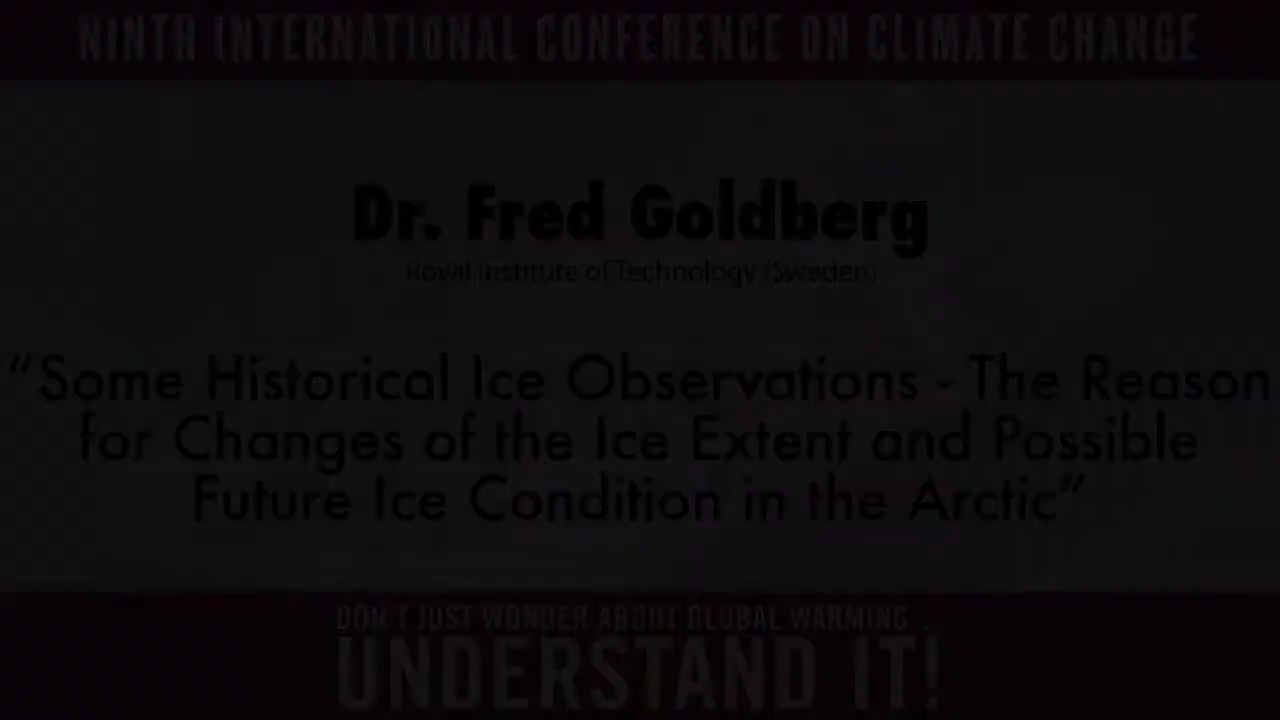 NINTH INTERNATIONAL CONFERENCE ON CLIMATE CHANGE
Dr. Fred Goldberg
Royal Institute of Technology (Sweden)
“Some Historical Ice Observations - The Reason
for Changes of the Ice Extent and Possible
Future Ice Condition in the Arctic”
DON'T JUST WONDER ABOUT GLOBAL WARMING ...
UNDERSTAND IT!